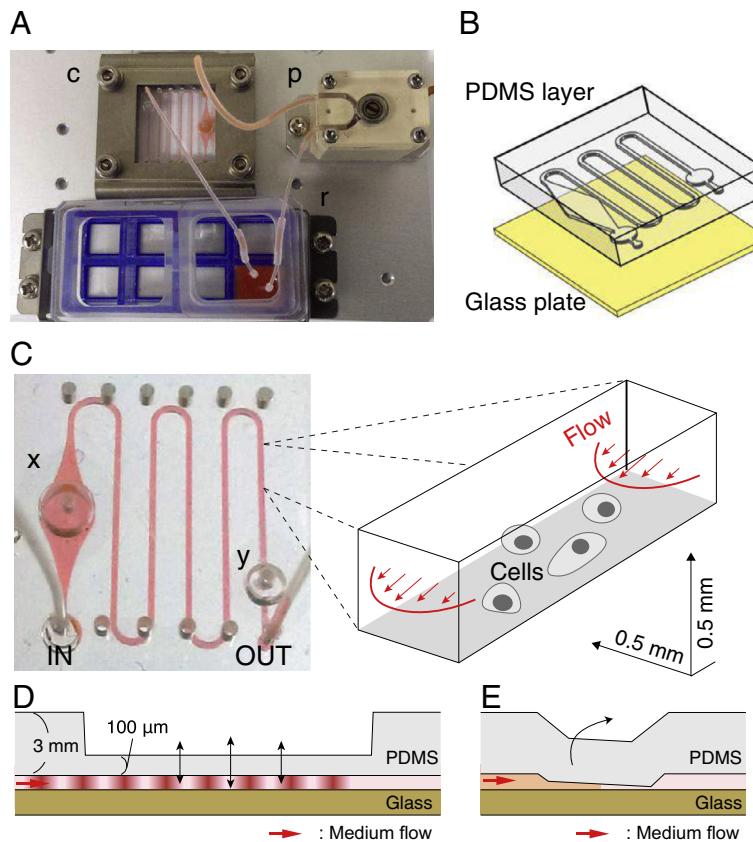 A
c
p
r
B
PDMS layer
Glass plate
C
x
y
IN
OUT
Flow
Cells
0.5 mm
0.5 mm
D
3 mm
100 µm
PDMS
Glass
: Medium flow
E
PDMS
Glass
: Medium flow